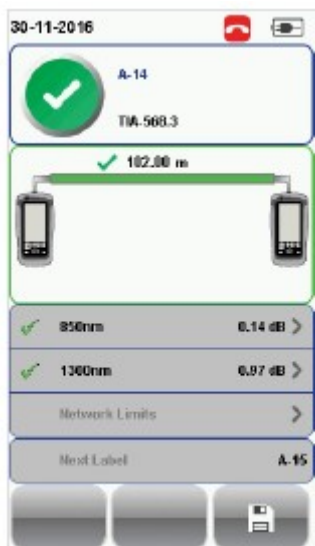 30-11-2016
A-14
TIA-568.3
102.00 m
850nm 0.14 dB
1300nm 0.97 dB
Network Limits
Next Label A-15